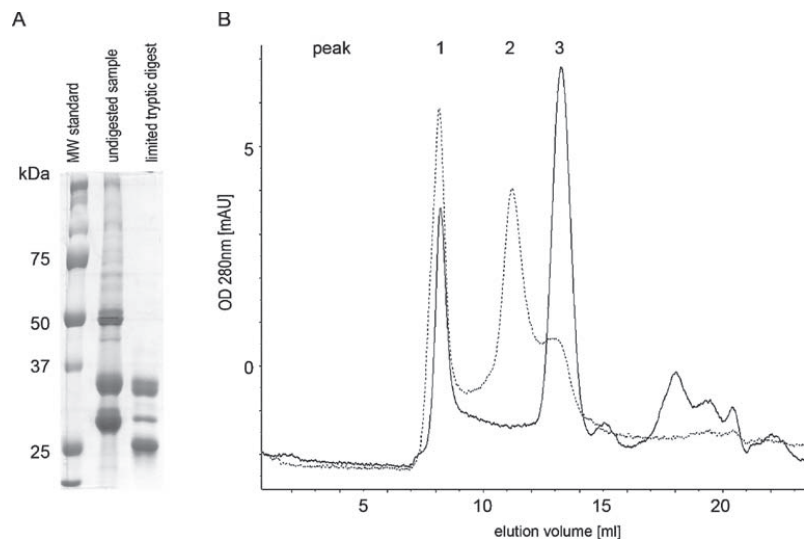 A
MW standard
undigested sample
limited tryptic digest
kDa
75
50
37
25
B
peak 1 2 3
OD 280nm [mAU]
5
0
5 10 15 20
elution volume [ml]